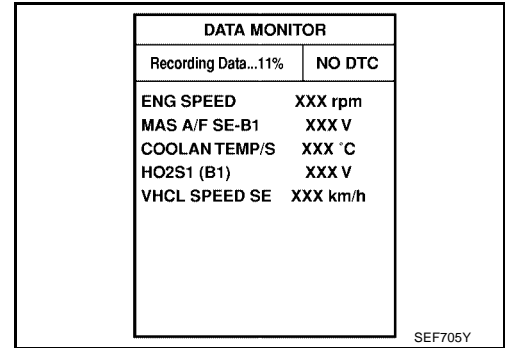 DATA MONITOR
Recording Data...11% NO DTC
ENG SPEED XXX rpm
MAS A/F SE-B1 XXX V
COOLAN TEMP/S XXX °C
HO2S1 (B1) XXX V
VHCL SPEED SE XXX km/h
SEF705Y